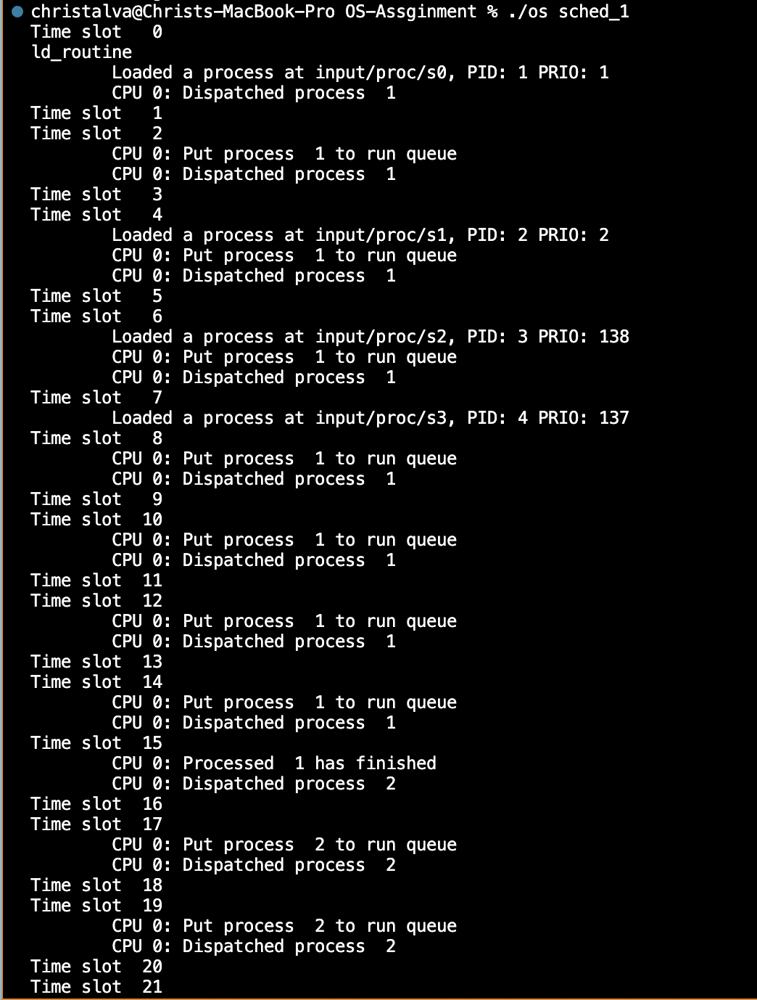 christalva@Christs-MacBook-Pro OS-Assginment % ./os sched_1
Time slot   0
ld_routine
        Loaded a process at input/proc/s0, PID: 1 PRIO: 1
        CPU 0: Dispatched process  1
Time slot   1
Time slot   2
        CPU 0: Put process  1 to run queue
        CPU 0: Dispatched process  1
Time slot   3
Time slot   4
        Loaded a process at input/proc/s1, PID: 2 PRIO: 2
        CPU 0: Put process  1 to run queue
        CPU 0: Dispatched process  1
Time slot   5
Time slot   6
        Loaded a process at input/proc/s2, PID: 3 PRIO: 138
        CPU 0: Put process  1 to run queue
        CPU 0: Dispatched process  1
Time slot   7
        Loaded a process at input/proc/s3, PID: 4 PRIO: 137
Time slot   8
        CPU 0: Put process  1 to run queue
        CPU 0: Dispatched process  1
Time slot   9
Time slot  10
        CPU 0: Put process  1 to run queue
        CPU 0: Dispatched process  1
Time slot  11
Time slot  12
        CPU 0: Put process  1 to run queue
        CPU 0: Dispatched process  1
Time slot  13
Time slot  14
        CPU 0: Put process  1 to run queue
        CPU 0: Dispatched process  1
Time slot  15
        CPU 0: Processed  1 has finished
        CPU 0: Dispatched process  2
Time slot  16
Time slot  17
        CPU 0: Put process  2 to run queue
        CPU 0: Dispatched process  2
Time slot  18
Time slot  19
        CPU 0: Put process  2 to run queue
        CPU 0: Dispatched process  2
Time slot  20
Time slot  21